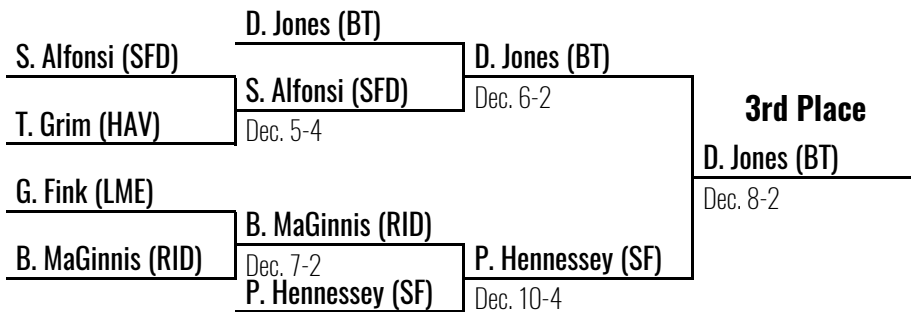 D. Jones (BT)
S. Alfonsi (SFD)
D. Jones (BT)
S. Alfonsi (SFD)
Dec. 6-2
T. Grim (HAV)
Dec. 5-4
3rd Place
D. Jones (BT)
G. Fink (LME)
Dec. 8-2
B. MaGinnis (RID)
B. MaGinnis (RID)
Dec. 7-2
P. Hennessey (SF)
P. Hennessey (SF)
Dec. 10-4